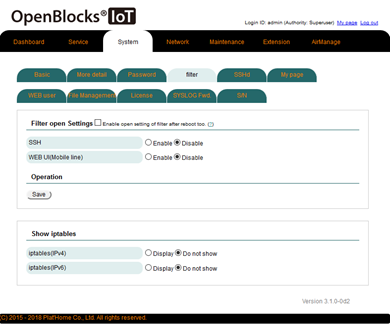 OpenBlocks® IoT
Login ID: admin (Authority: Superuser) My page Log out
Dashboard Service System Network Maintenance Extension AirManage
Basic More detail Password filter SSHd My page
WEB user File Management License SYSLOG Fwd. SIN
Filter open Settings Enable open setting of filter after reboot too. (?)
SSH Enable Disable
WEB UI(Mobile line) Enable Disable
Operation
Save
Show iptables
iptables(IPv4) Display Do not show
iptables(IPv6) Display Do not show
Version 3.1.0-0d2
(C) 2015 - 2018 Plat'Home Co., Ltd. All rights reserved.